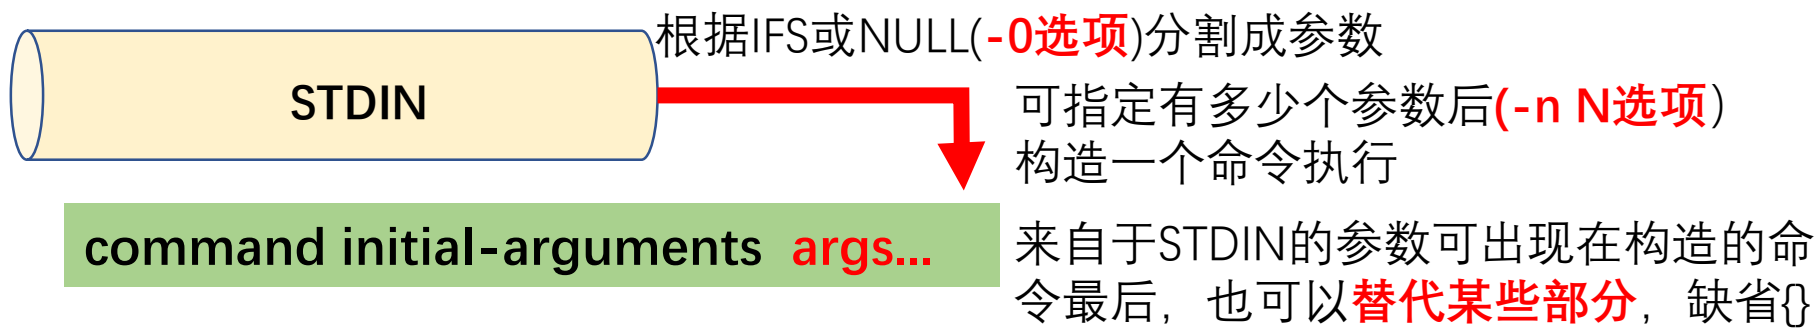 根据IFS或NULL(-0选项)分割成参数
STDIN
可指定有多少个参数后(-n N选项）
构造一个命令执行
command initial-arguments args...
来自于STDIN的参数可出现在构造的命
令最后，也可以替代某些部分，缺省{}